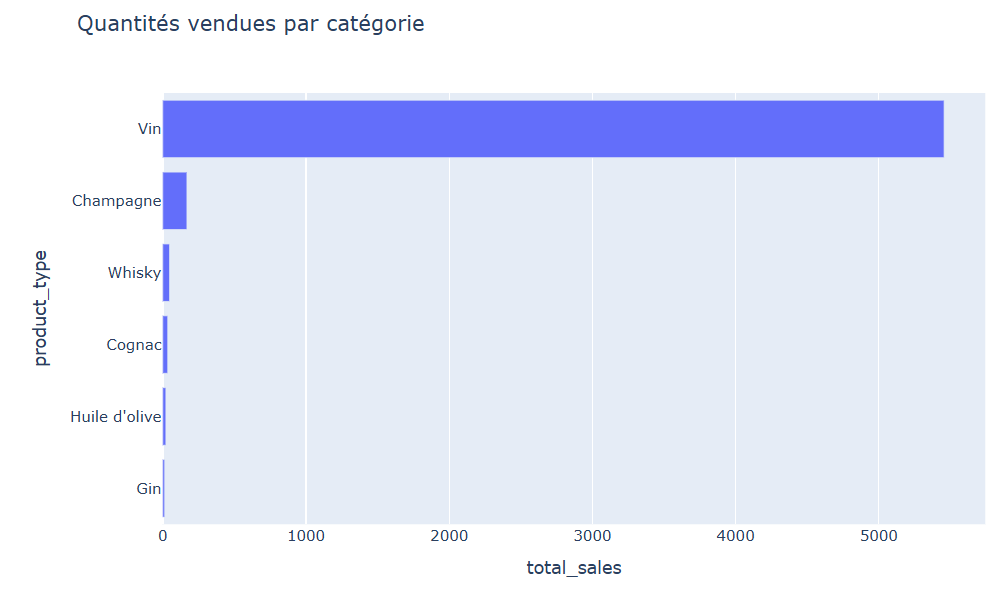 Quantités vendues par catégorie
product_type
Vin
Champagne
Whisky
Cognac
Huile d'olive
Gin
0 1000 2000 3000 4000 5000
total_sales